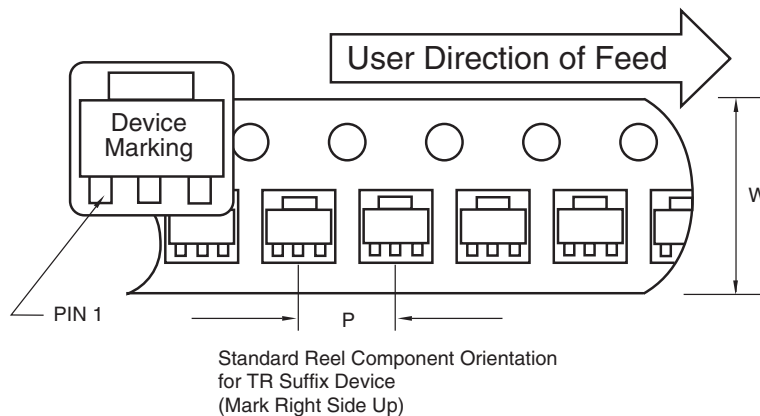 User Direction of Feed
Device
Marking
W
PIN 1
P
Standard Reel Component Orientation
for TR Suffix Device
(Mark Right Side Up)